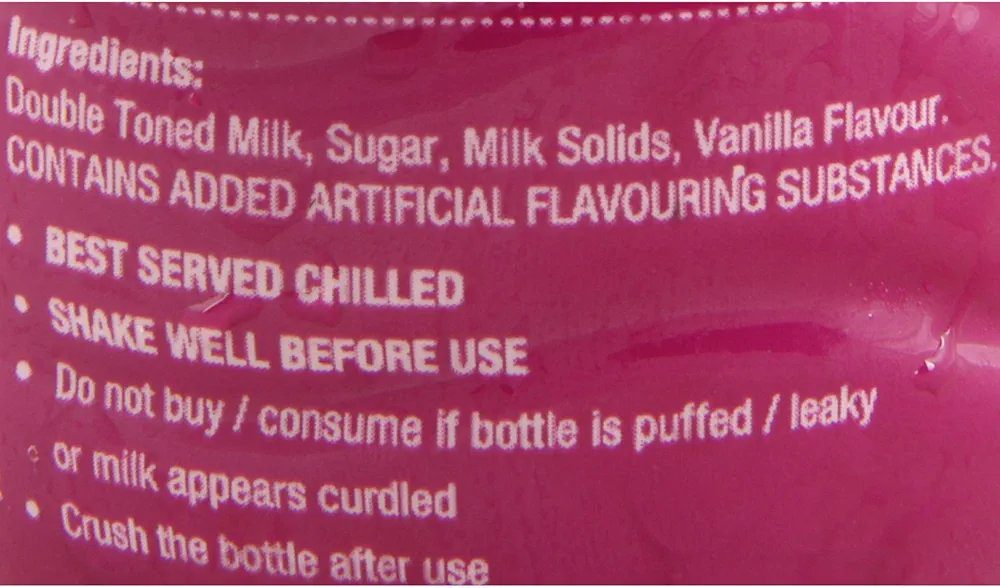 Ingredients:
Double Toned Milk, Sugar, Milk Solids, Vanilla Flavour.
CONTAINS ADDED ARTIFICIAL FLAVOURING SUBSTANCES.
• BEST SERVED CHILLED
• SHAKE WELL BEFORE USE
• Do not buy / consume if bottle is puffed / leaky
or milk appears curdled
• Crush the bottle after use